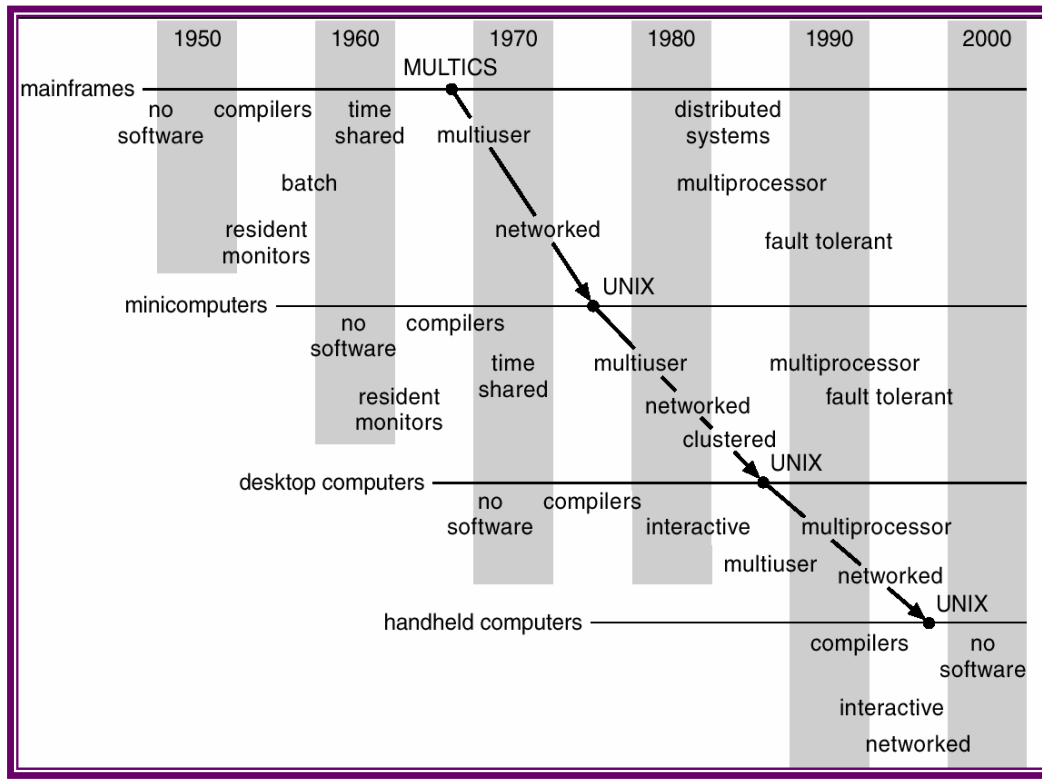 1950 1960 1970 1980 1990 2000
MULTICS
mainframes
no compilers time distributed
software shared multiuser systems
batch multiprocessor
resident networked
monitors fault tolerant
UNIX
minicomputers
no compilers
software
time multiuser multiprocessor
shared
resident networked fault tolerant
monitors
clustered
UNIX
desktop computers
no compilers
software interactive multiprocessor
multiuser
networked
UNIX
handheld computers
compilers no
software
interactive
networked